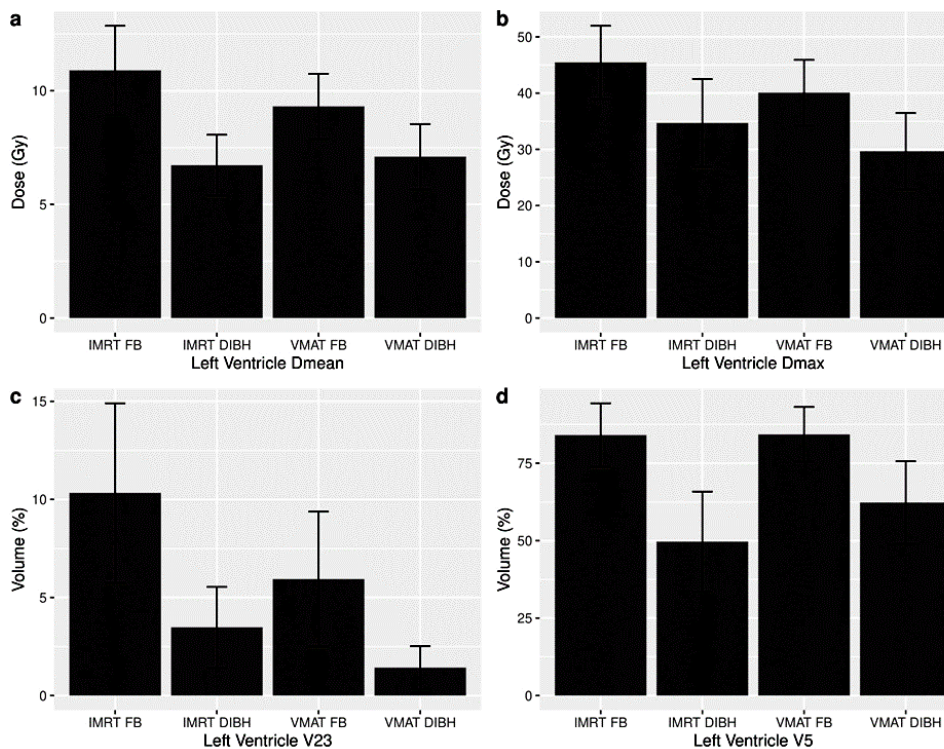 a
Dose (Gy)
10
5
0
IMRT FB IMRT DIBH VMAT FB VMAT DIBH
Left Ventricle Dmean
b
Dose (Gy)
50
40
30
20
10
0
IMRT FB IMRT DIBH VMAT FB VMAT DIBH
Left Ventricle Dmax
c
Volume (%)
15
10
5
0
IMRT FB IMRT DIBH VMAT FB VMAT DIBH
Left Ventricle V23
d
Volume (%)
75
50
25
0
IMRT FB IMRT DIBH VMAT FB VMAT DIBH
Left Ventricle V5